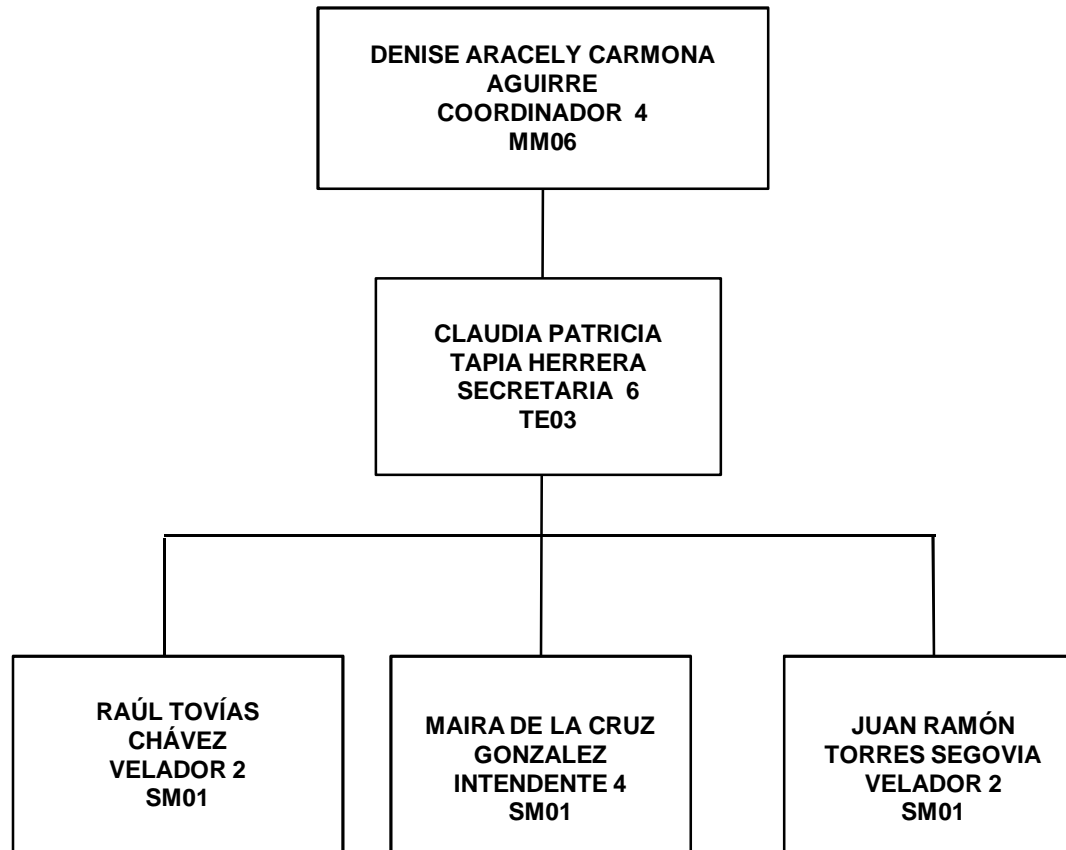 DENISE ARACELY CARMONA
AGUIRRE
COORDINADOR 4
MM06
CLAUDIA PATRICIA
TAPIA HERRERA
SECRETARIA 6
TE03
RAÚL TOVÍAS
CHÁVEZ
VELADOR 2
SM01
MAIRA DE LA CRUZ
GONZALEZ
INTENDENTE 4
SM01
JUAN RAMÓN
TORRES SEGOVIA
VELADOR 2
SM01